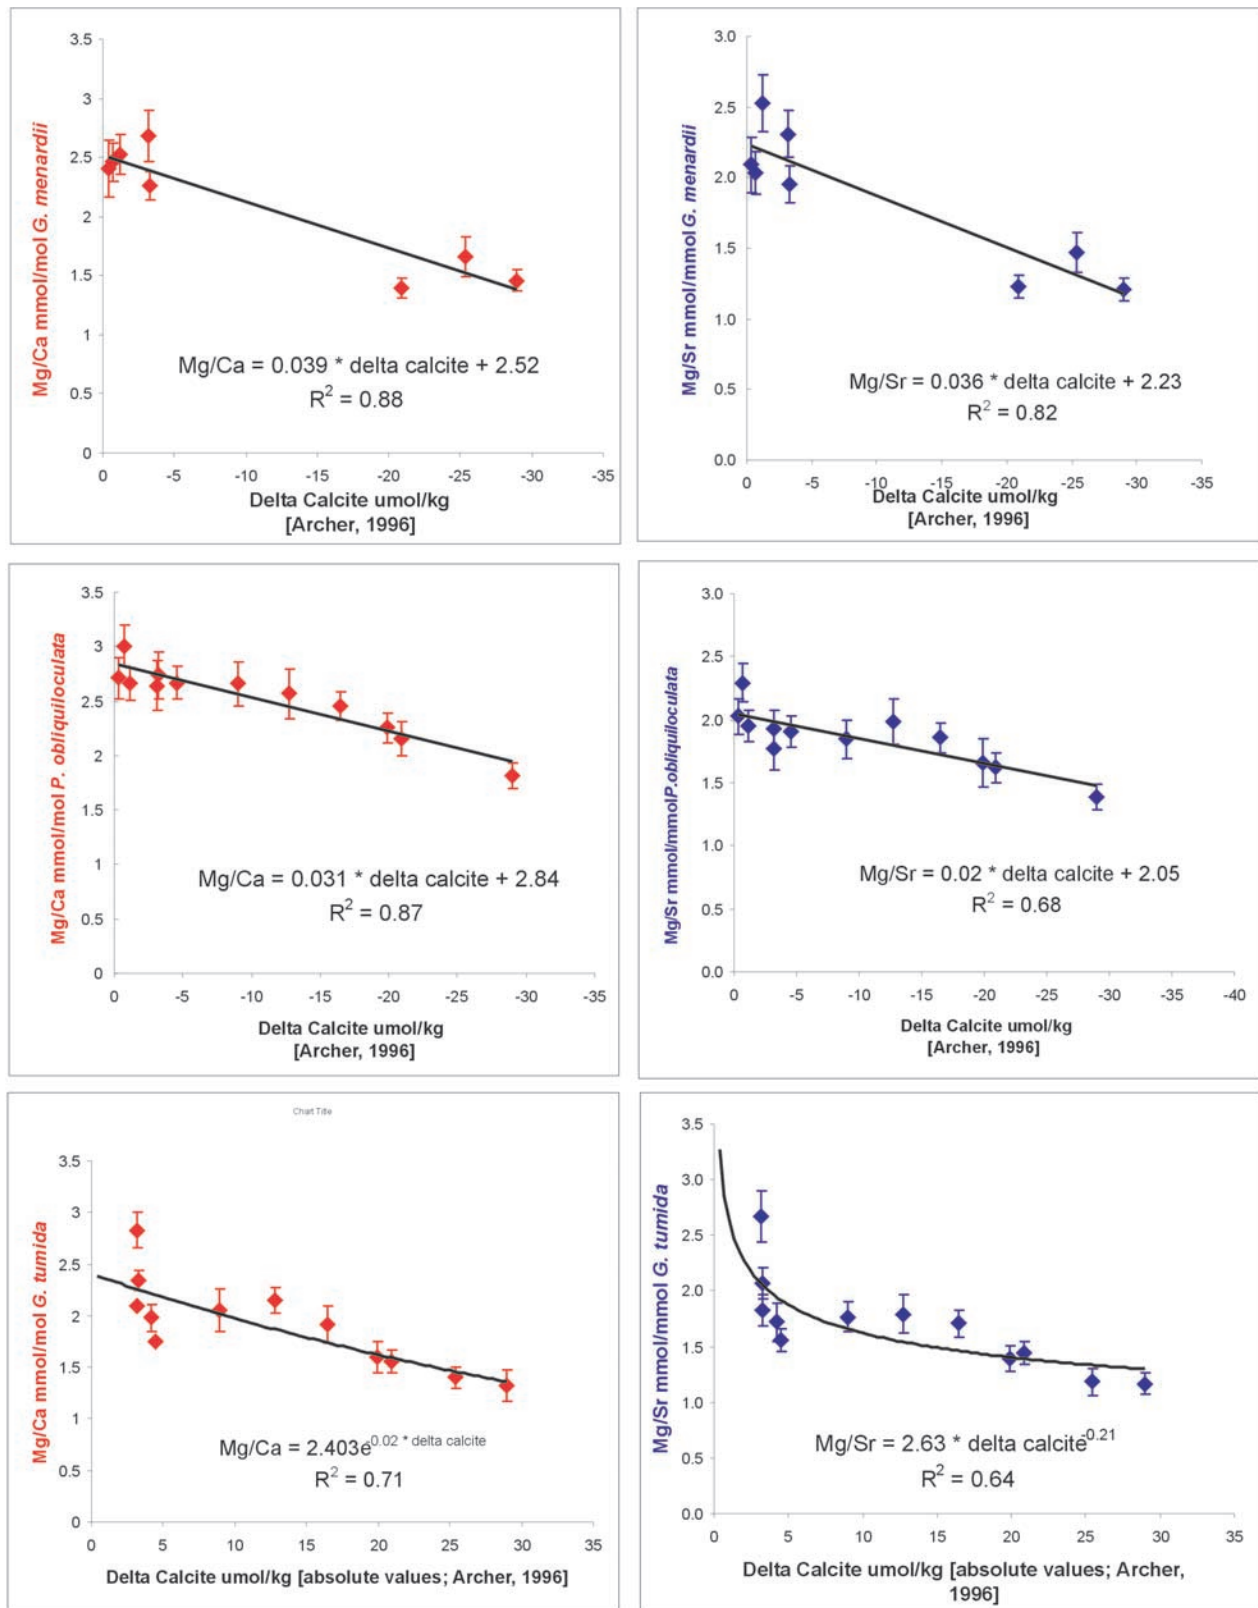 3.5
3
2.5
2
1.5
1
0.5
0
Mg/Ca mmol/mol G. menardii
Mg/Ca = 0.039 * delta calcite + 2.52
R² = 0.88
0 -5 -10 -15 -20 -25 -30 -35
Delta Calcite umol/kg
[Archer, 1996]
3.0
2.5
2.0
1.5
1.0
0.5
0.0
Mg/Sr mmol/mmol G. menardii
Mg/Sr = 0.036 * delta calcite + 2.23
R² = 0.82
0 -5 -10 -15 -20 -25 -30 -35
Delta Calcite umol/kg
[Archer, 1996]
3.5
3
2.5
2
1.5
1
0.5
0
Mg/Ca mmol/mol P. obliquiloculata
Mg/Ca = 0.031 * delta calcite + 2.84
R² = 0.87
0 -5 -10 -15 -20 -25 -30 -35
Delta Calcite umol/kg
[Archer, 1996]
3.0
2.5
2.0
1.5
1.0
0.5
0.0
Mg/Sr mmol/mmolP.obliquiloculata
Mg/Sr = 0.02 * delta calcite + 2.05
R² = 0.68
0 -5 -10 -15 -20 -25 -30 -35 -40
Delta Calcite umol/kg
[Archer, 1996]
Chart Title
3.5
3
2.5
2
1.5
1
0.5
0
Mg/Ca mmol/mol G. tumida
Mg/Ca = 2.403e-0.02 * delta calcite
R² = 0.71
0 5 10 15 20 25 30 35
Delta Calcite umol/kg [absolute values; Archer, 1996]
3.5
3.0
2.5
2.0
1.5
1.0
0.5
0.0
Mg/Sr mmol/mmol G. tumida
Mg/Sr = 2.63 * delta calcite-0.21
R² = 0.64
0 5 10 15 20 25 30 35
Delta Calcite umol/kg [absolute values; Archer,
1996]